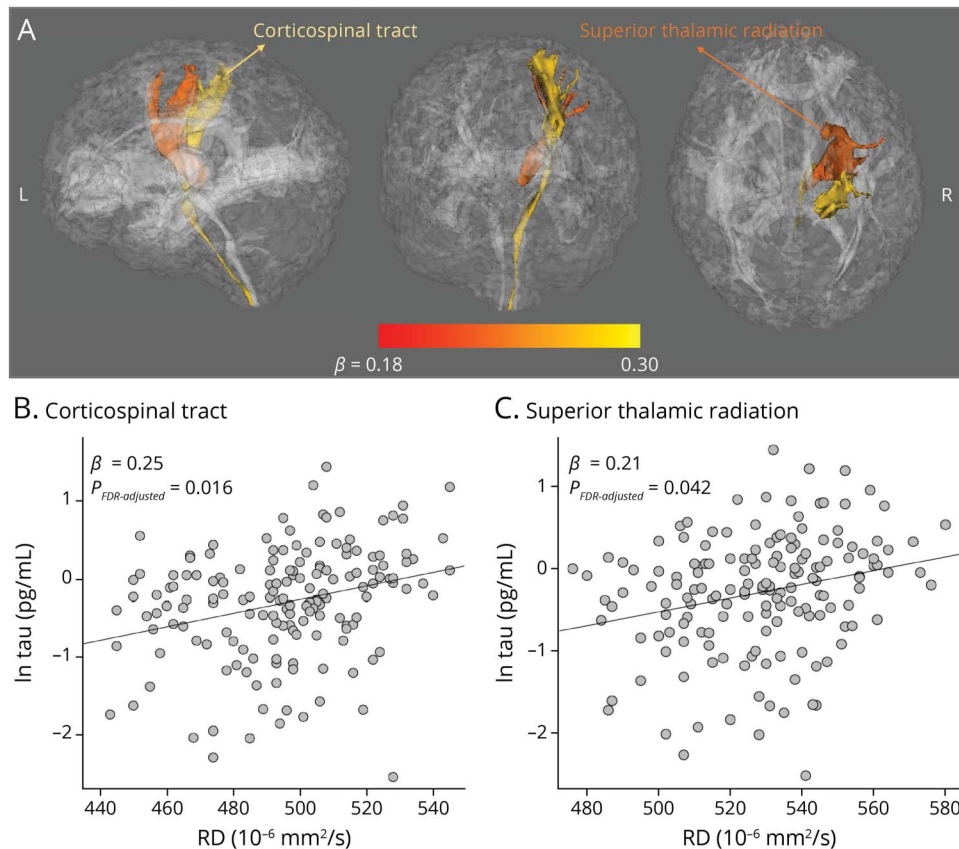 A
Corticospinal tract
Superior thalamic radiation
L
R
β = 0.18
0.30
B. Corticospinal tract
β = 0.25
P FDR-adjusted = 0.016
ln tau (pg/mL)
1
0
−1
−2
440 460 480 500 520 540
RD (10⁻⁶ mm²/s)
C. Superior thalamic radiation
β = 0.21
P FDR-adjusted = 0.042
ln tau (pg/mL)
1
0
−1
−2
480 500 520 540 560 580
RD (10⁻⁶ mm²/s)